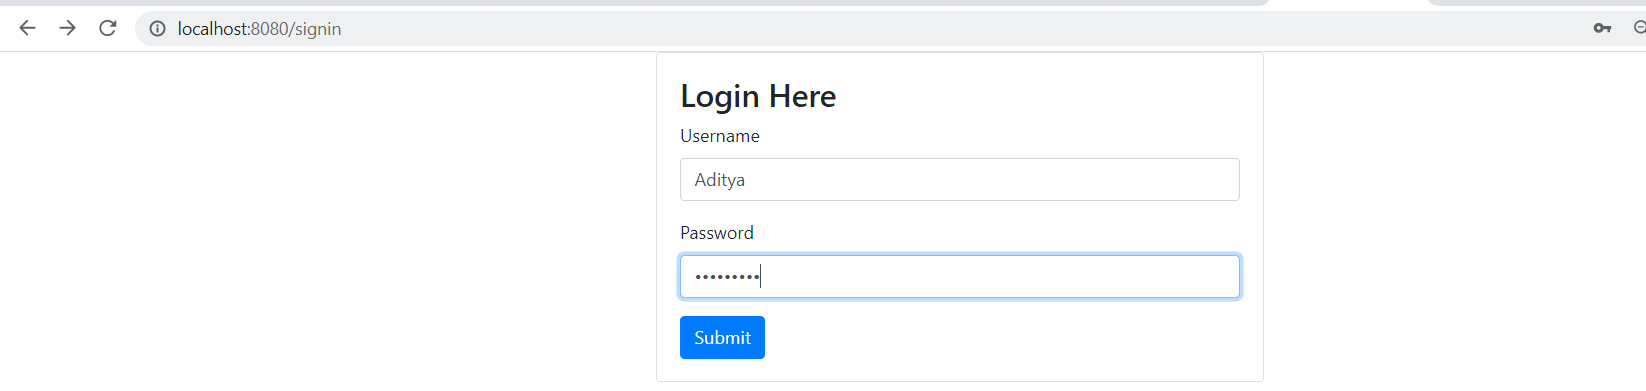 localhost:8080/signin
Login Here
Username
Aditya
Password
•••••••••
Submit